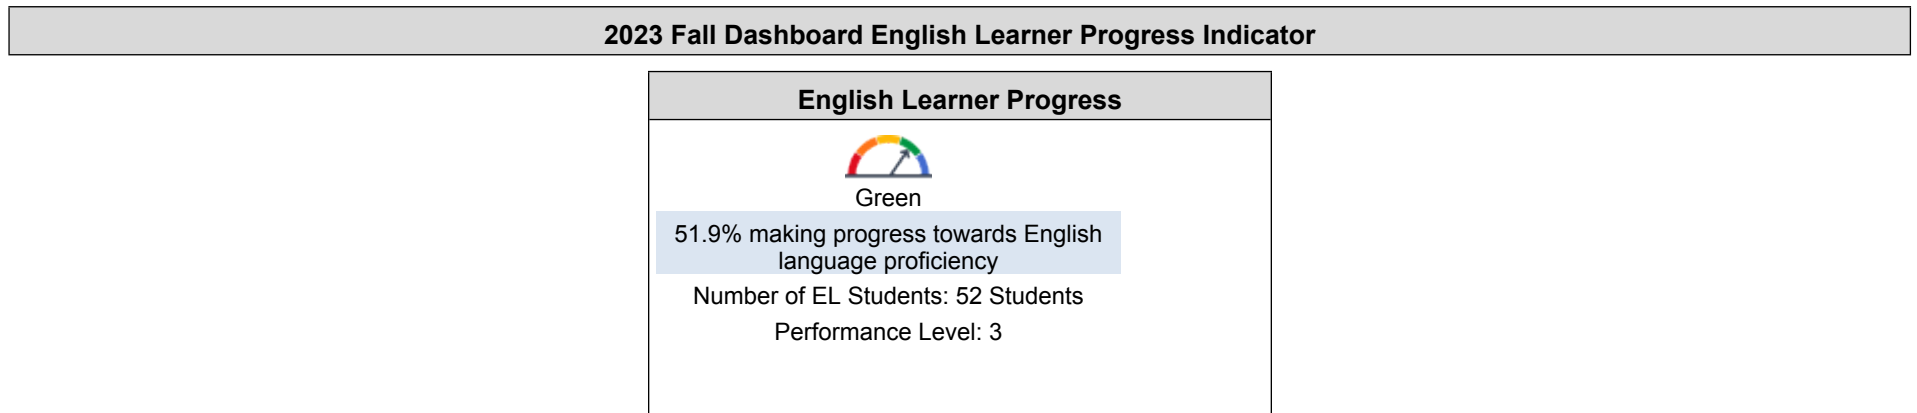 2023 Fall Dashboard English Learner Progress Indicator
English Learner Progress
Green
51.9% making progress towards English
language proficiency
Number of EL Students: 52 Students
Performance Level: 3